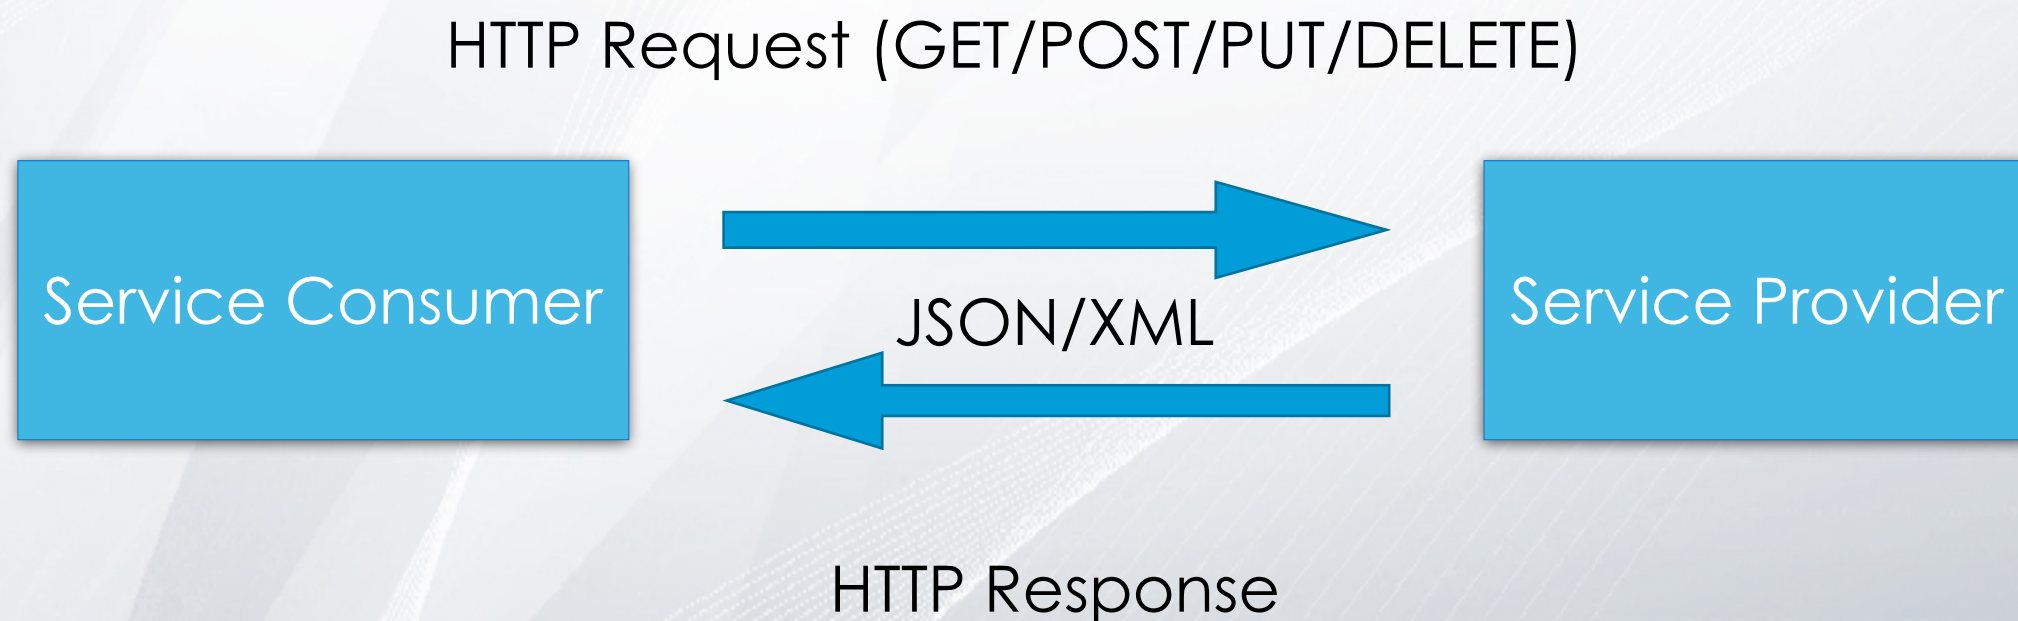 HTTP Request (GET/POST/PUT/DELETE)
Service Consumer
JSON/XML
Service Provider
HTTP Response